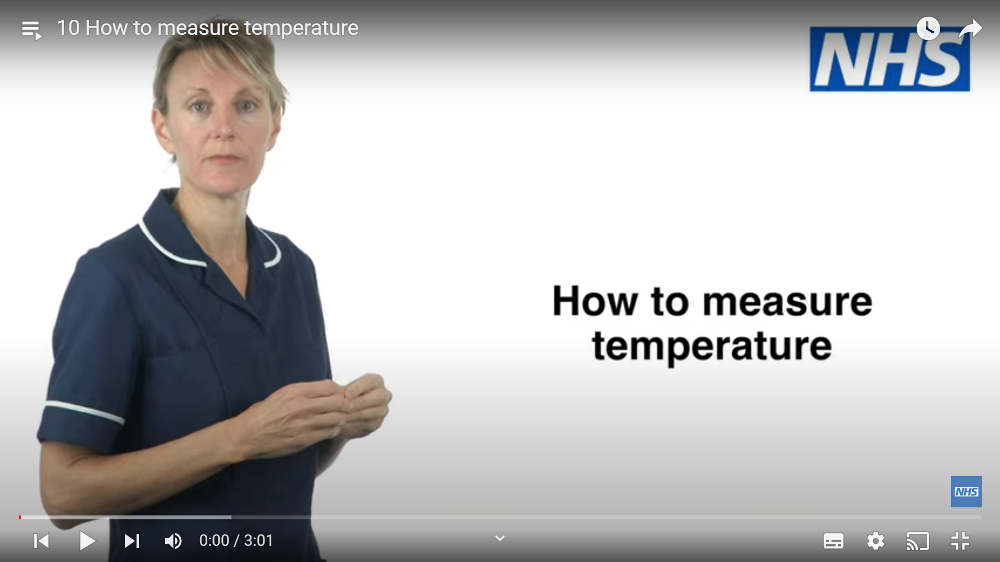 10 How to measure temperature
NHS
How to measure
temperature
NHS
0:00 / 3:01